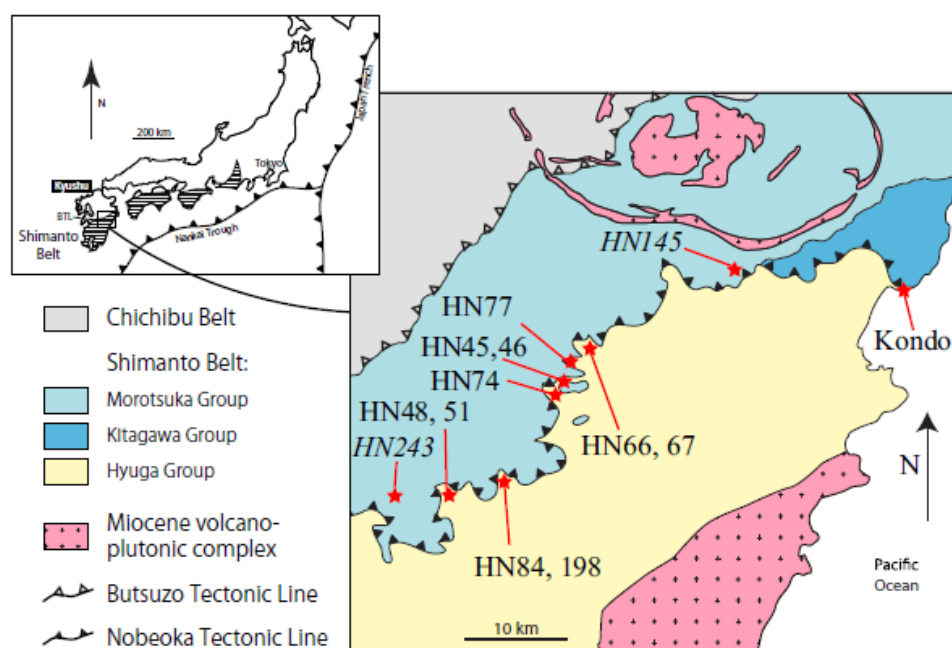 N
200 km
Tokyo
Japan Trench
Kyushu
BTL
Shimanto
Belt
Nankai Trough
Chichibu Belt
Shimanto Belt:
Morotsuka Group
Kitagawa Group
Hyuga Group
Miocene volcano-
plutonic complex
Butsuzo Tectonic Line
Nobeoka Tectonic Line
HN145
HN77
HN45,46
HN74
HN48, 51
HN243
Kondo
HN66, 67
N
HN84, 198
10 km
Pacific
Ocean